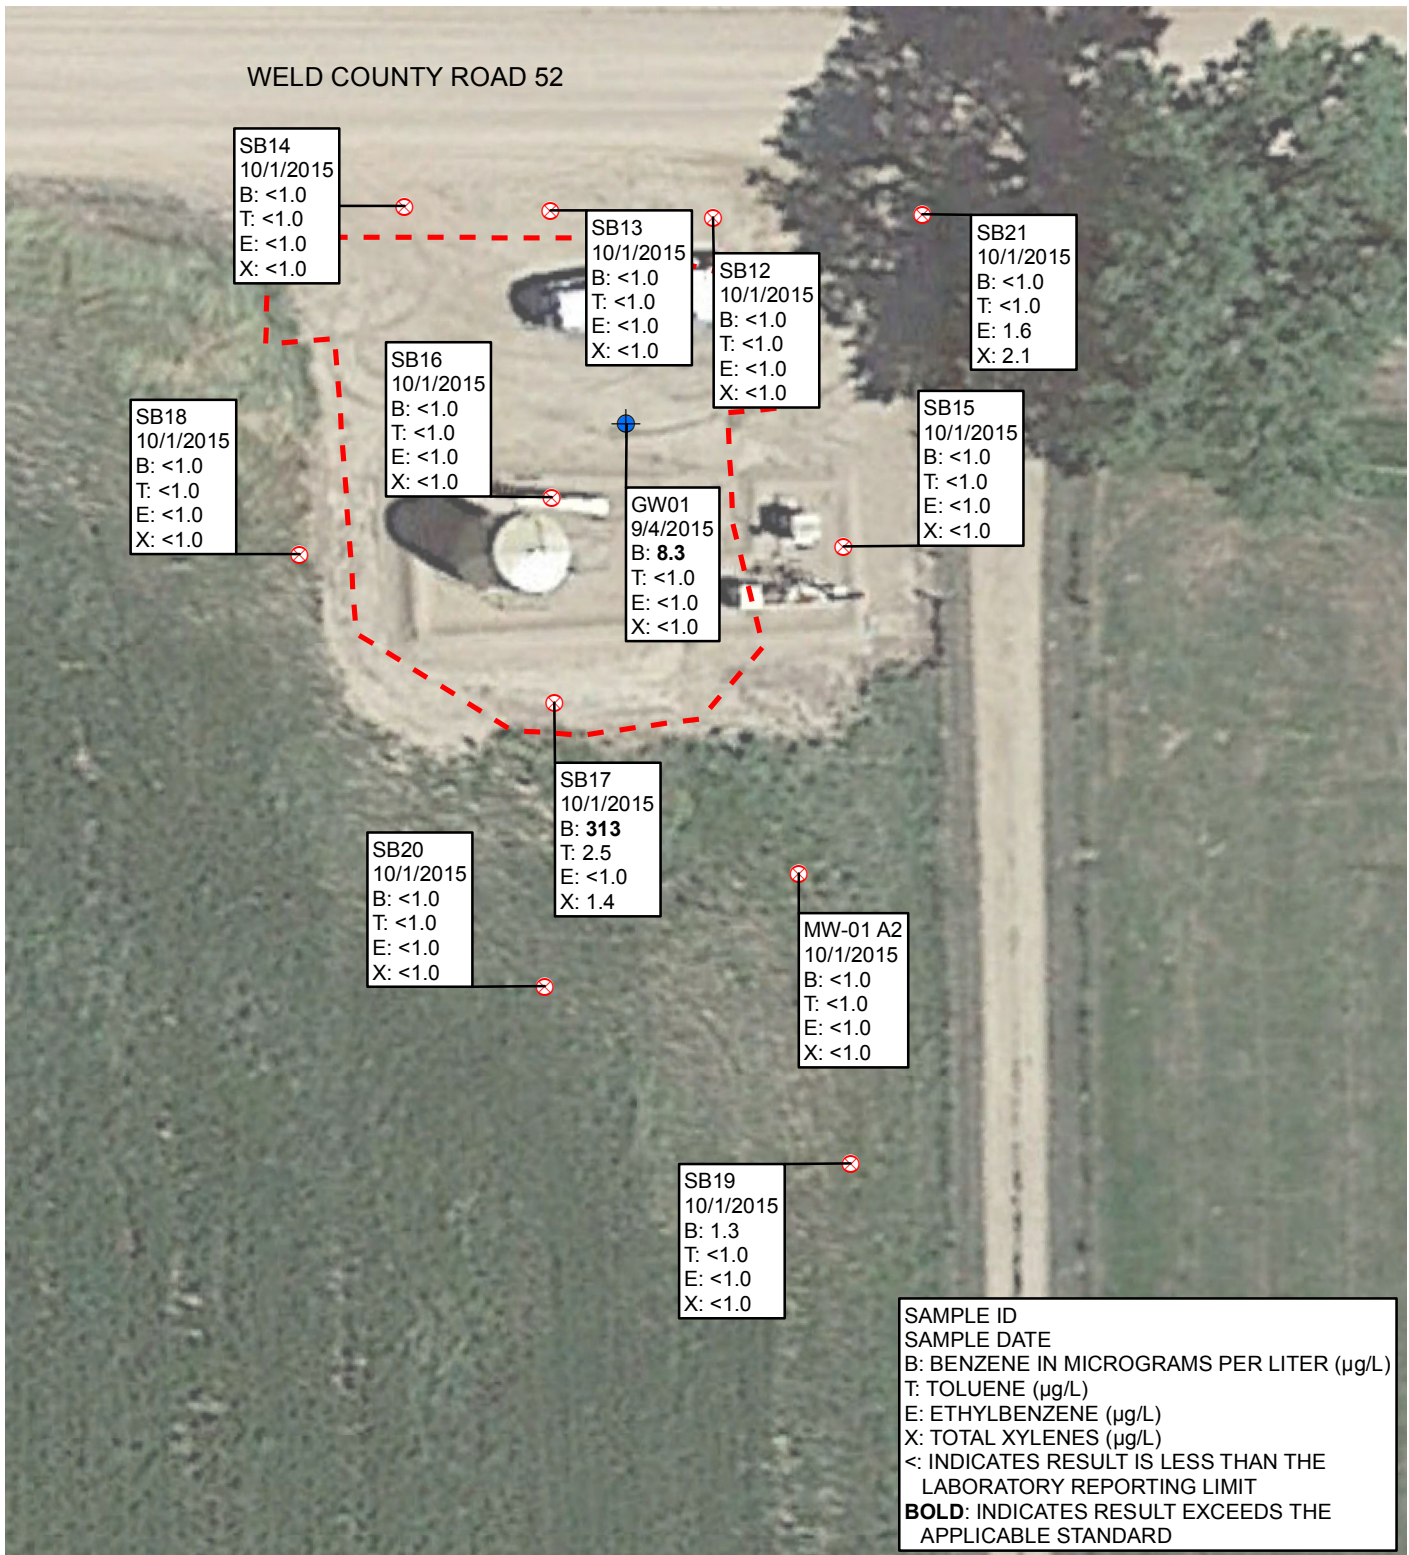 WELD COUNTY ROAD 52
SB14
10/1/2015
B: <1.0
T: <1.0
E: <1.0
X: <1.0
SB13
10/1/2015
B: <1.0
T: <1.0
E: <1.0
X: <1.0
SB12
10/1/2015
B: <1.0
T: <1.0
E: <1.0
X: <1.0
SB21
10/1/2015
B: <1.0
T: <1.0
E: 1.6
X: 2.1
SB16
10/1/2015
B: <1.0
T: <1.0
E: <1.0
X: <1.0
SB18
10/1/2015
B: <1.0
T: <1.0
E: <1.0
X: <1.0
SB15
10/1/2015
B: <1.0
T: <1.0
E: <1.0
X: <1.0
GW01
9/4/2015
B: 8.3
T: <1.0
E: <1.0
X: <1.0
SB17
10/1/2015
B: 313
T: 2.5
E: <1.0
X: 1.4
SB20
10/1/2015
B: <1.0
T: <1.0
E: <1.0
X: <1.0
MW-01 A2
10/1/2015
B: <1.0
T: <1.0
E: <1.0
X: <1.0
SB19
10/1/2015
B: 1.3
T: <1.0
E: <1.0
X: <1.0
SAMPLE ID
SAMPLE DATE
B: BENZENE IN MICROGRAMS PER LITER (µg/L)
T: TOLUENE (µg/L)
E: ETHYLBENZENE (µg/L)
X: TOTAL XYLENES (µg/L)
<: INDICATES RESULT IS LESS THAN THE
LABORATORY REPORTING LIMIT
BOLD: INDICATES RESULT EXCEEDS THE
APPLICABLE STANDARD